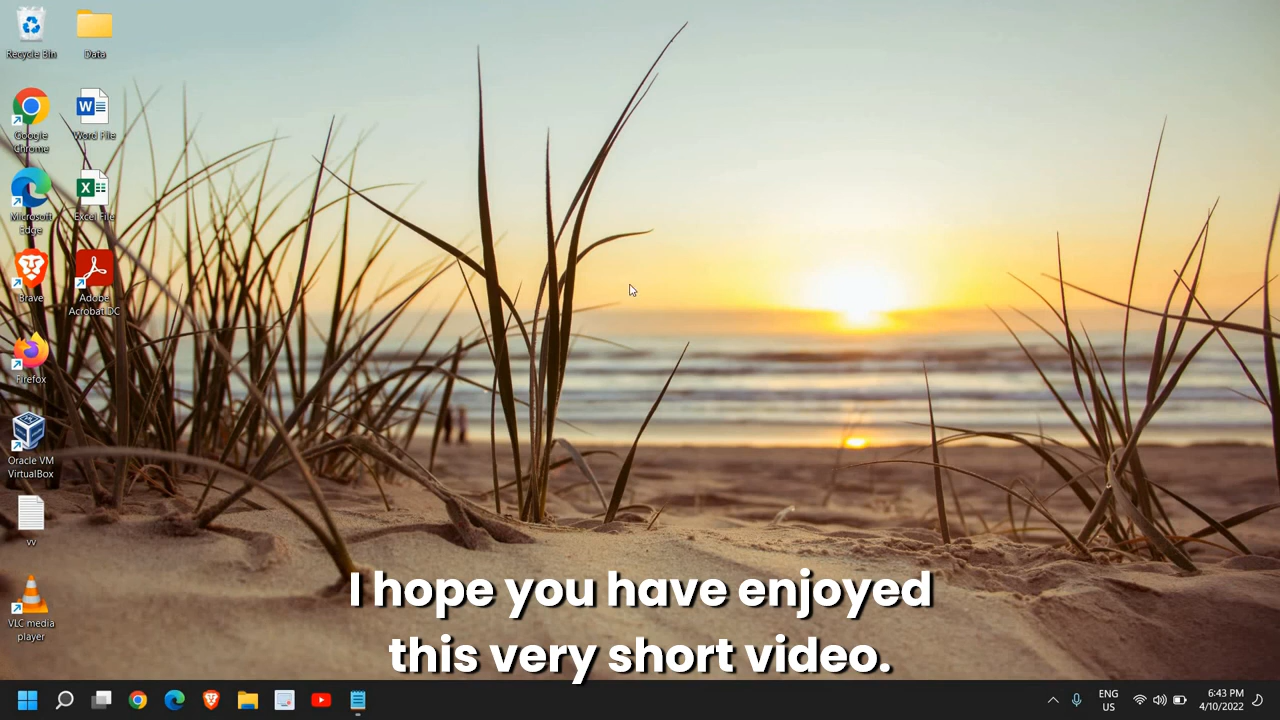 Recycle Bin
Data
Google
Chrome
Word File
Microsoft
Edge
Excel File
Brave
Adobe
Acrobat DC
Firefox
Oracle VM
VirtualBox
vv
VLC media
player
I hope you have enjoyed
this very short video.
ENG
US
6:43 PM
4/10/2022